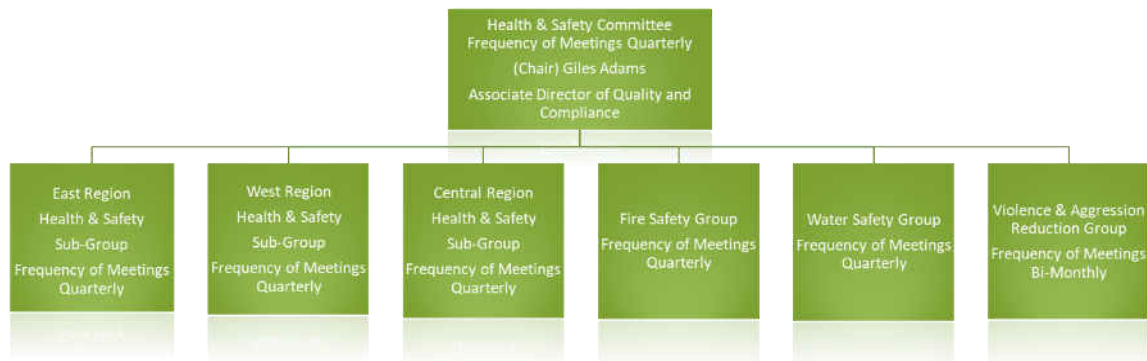 Health & Safety Committee
Frequency of Meetings Quarterly
(Chair) Giles Adams
Associate Director of Quality and
Compliance
East Region
Health & Safety
Sub-Group
Frequency of Meetings
Quarterly
West Region
Health & Safety
Sub-Group
Frequency of Meetings
Quarterly
Central Region
Health & Safety
Sub-Group
Frequency of Meetings
Quarterly
Fire Safety Group
Frequency of Meetings
Quarterly
Water Safety Group
Frequency of Meetings
Quarterly
Violence & Aggression
Reduction Group
Frequency of Meetings
Bi-Monthly